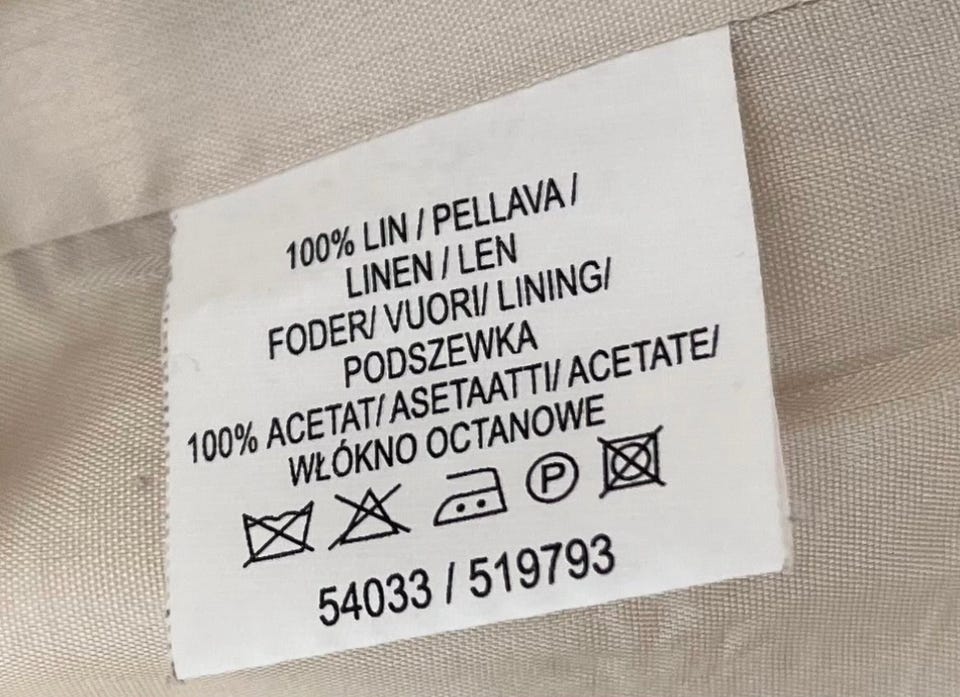 100% LIN / PELLAVA /
LINEN / LEN
FODER/ VUORI/ LINING/
PODSZEWKA
100% ACETAT/ ASETAATTI/ ACETATE/
WŁÓKNO OCTANOWE
P
54033 / 519793